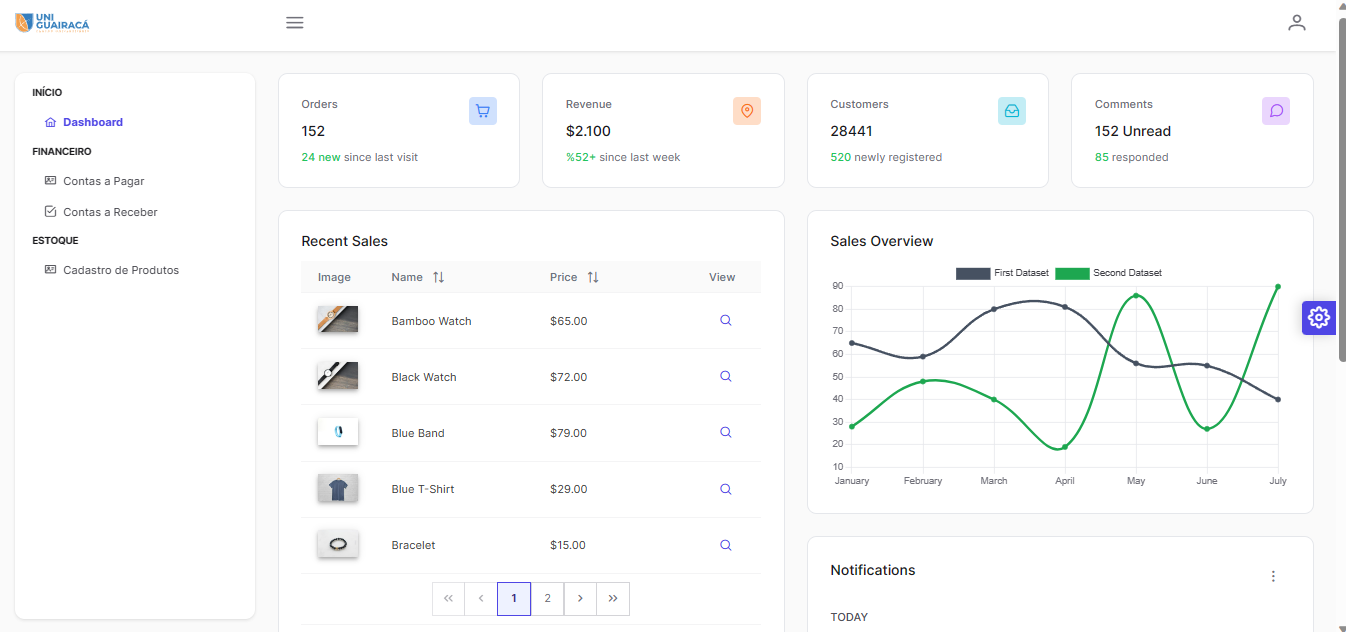 UNI
GUAIRACÁ
INÍCIO
Dashboard
FINANCEIRO
Contas a Pagar
Contas a Receber
ESTOQUE
Cadastro de Produtos
Orders
152
24 new since last visit
Revenue
$2.100
%52+ since last week
Customers
28441
520 newly registered
Comments
152 Unread
85 responded
Recent Sales
Image Name Price View
Bamboo Watch $65.00
Black Watch $72.00
Blue Band $79.00
Blue T-Shirt $29.00
Bracelet $15.00
1 2
Sales Overview
First Dataset Second Dataset
90
80
70
60
50
40
30
20
10
January February March April May June July
Notifications
TODAY